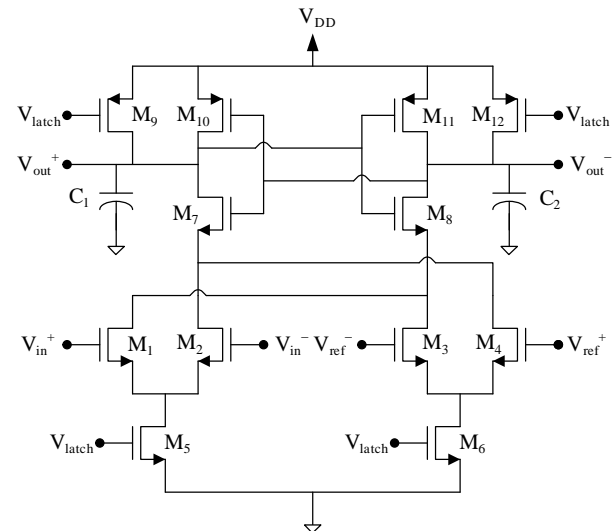 V_DD
V_latch M_9 M_10 M_11 M_12 V_latch
V_out^+ V_out^-
C_1 C_2
M_7 M_8
V_in^+ M_1 M_2 V_in^- V_ref^- M_3 M_4 V_ref^+
V_latch M_5 V_latch M_6